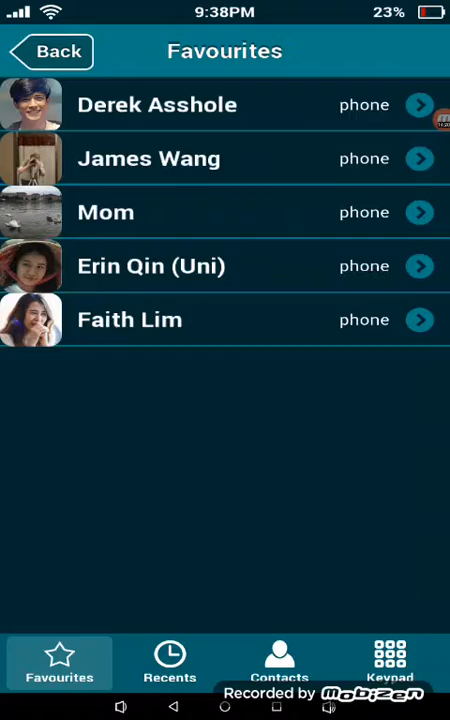 9:38PM 23%
Back Favourites
Derek Asshole phone
James Wang phone
Mom phone
Erin Qin (Uni) phone
Faith Lim phone
Favourites Recents Contacts Keypad
Recorded by Mobizen